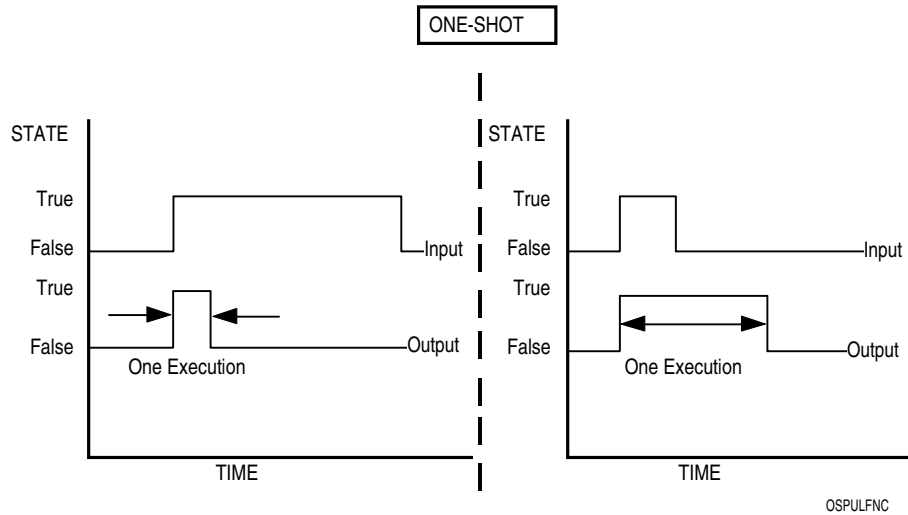 ONE-SHOT
STATE
True
False
Input
True
False
Output
One Execution
TIME
STATE
True
False
Input
True
False
Output
One Execution
TIME
OSPULFNC